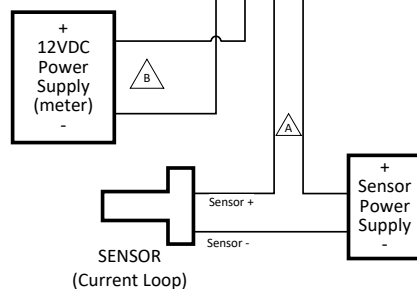 +
12VDC
Power
Supply
(meter)
-
B
A
Sensor +
Sensor -
+
Sensor
Power
Supply
-
SENSOR
(Current Loop)